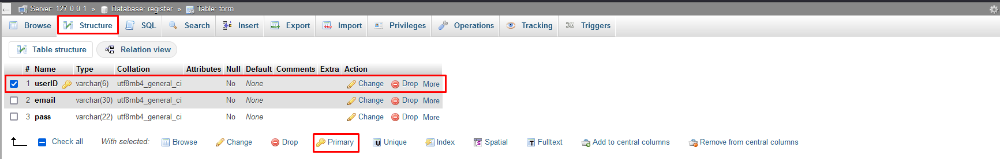 Server: 127.0.0.1 » Database: register » Table: form
Browse Structure SQL Search Insert Export Import Privileges Operations Tracking Triggers
Table structure Relation view
# Name Type Collation Attributes Null Default Comments Extra Action
1 userID varchar(6) utf8mb4_general_ci No None Change Drop More
2 email varchar(30) utf8mb4_general_ci No None Change Drop More
3 pass varchar(22) utf8mb4_general_ci No None Change Drop More
Check all With selected: Browse Change Drop Primary Unique Index Spatial Fulltext Add to central columns Remove from central columns